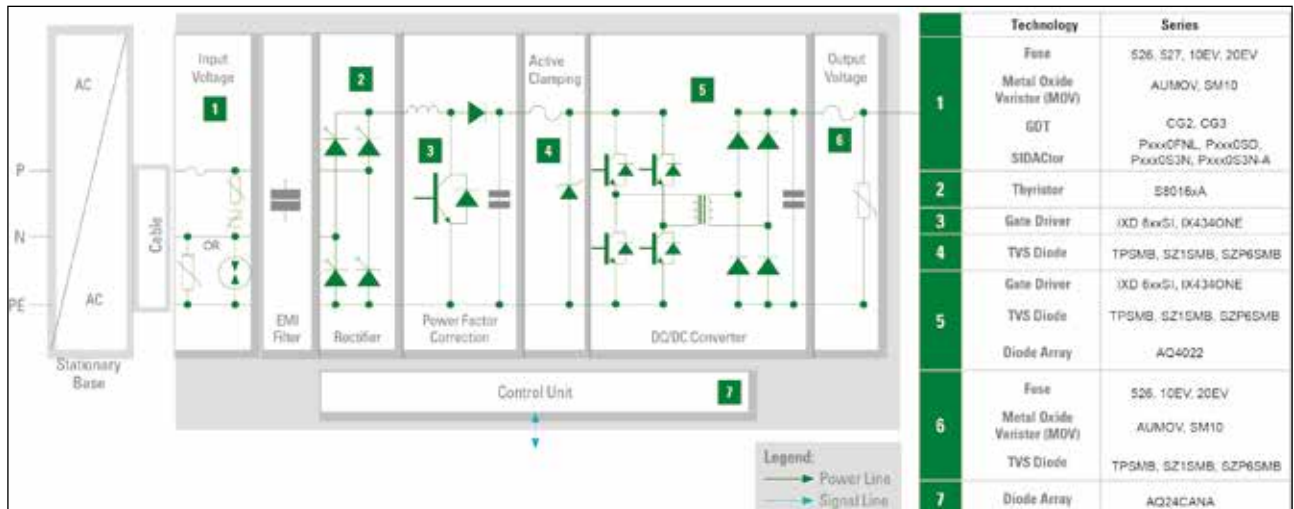 AC
AC
P
N
PE
Stationary
Base
Cable
Input
Voltage
1
OR
EMI
Filter
2
Rectifier
3
Power Factor
Correction
Active
Clamping
4
5
DC/DC Converter
Output
Voltage
6
Control Unit
7
Legend:
Power Line
Signal Line
Technology Series
1
Fuse 526, 527, 10EV, 20EV
Metal Oxide
Varistor (MOV)
AUMOV, SM10
GDT CG2, CG3
SIDACtor
Pxxx0FNL, Pxxx0SD,
Pxxx0S3N, Pxxx0S3N-A
2 Thyristor S8016xA
3 Gate Driver IXD 6xxSI, IX434ONE
4 TVS Diode TPSMB, SZ1SMB, SZP6SMB
5
Gate Driver IXD 6xxSI, IX434ONE
TVS Diode TPSMB, SZ1SMB, SZP6SMB
Diode Array AQ4022
6
Fuse 526, 10EV, 20EV
Metal Oxide
Varistor (MOV)
AUMOV, SM10
TVS Diode TPSMB, SZ1SMB, SZP6SMB
7 Diode Array AQ24CANA